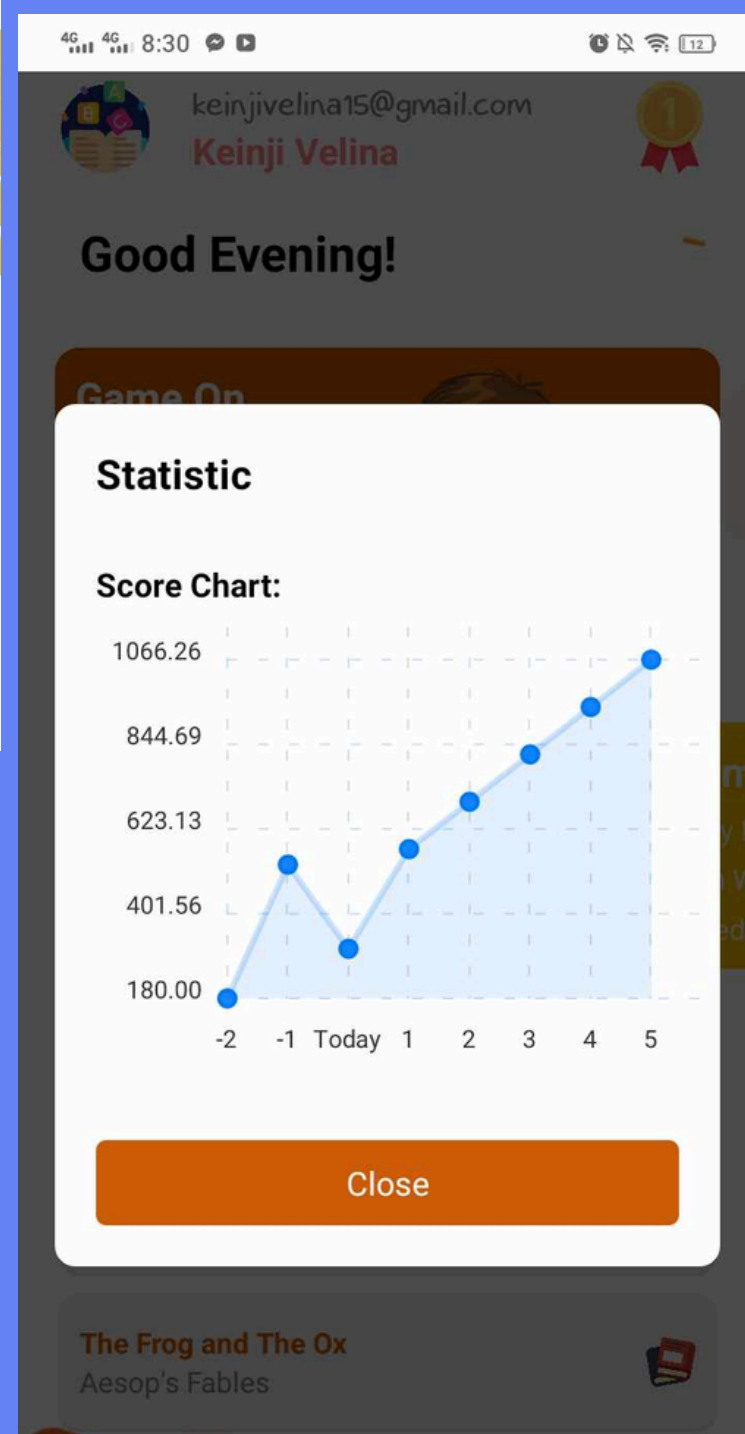 4G 4G 8:30 12
keinjivelina15@gmail.com
1
Keinji Velina
Good Evening!
Game On
Statistic
Score Chart:
1066.26
844.69
623.13
401.56
180.00
-2 -1 Today 1 2 3 4 5
Close
The Frog and The Ox
Aesop's Fables